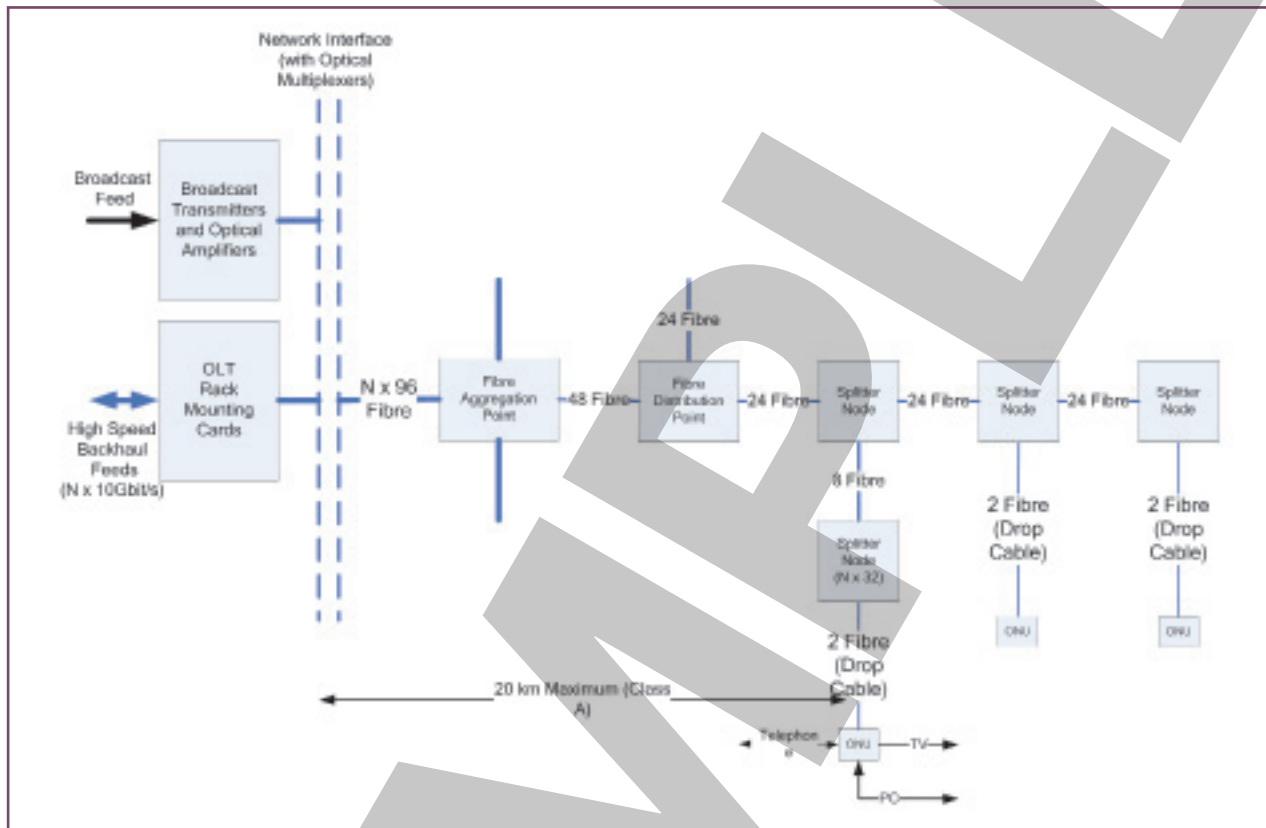 Network Interface
(with Optical
Multiplexers)
Broadcast
Feed
Broadcast
Transmitters
and Optical
Amplifiers
OLT
Rack
Mounting
Cards
High Speed
Backhaul
Feeds
(N x 10Gbit/s)
N x 96
Fibre
Fibre
Aggregation
Point
48 Fibre
24 Fibre
Fibre
Distribution
Point
24 Fibre
Splitter
Node
24 Fibre
Splitter
Node
24 Fibre
Splitter
Node
8 Fibre
Splitter
Node
(N x 32)
2 Fibre
(Drop
Cable)
2 Fibre
(Drop
Cable)
2 Fibre
(Drop
Cable)
ONU
ONU
20 km Maximum (Class
A)
Telephon
e
ONU
TV
PC
MPL